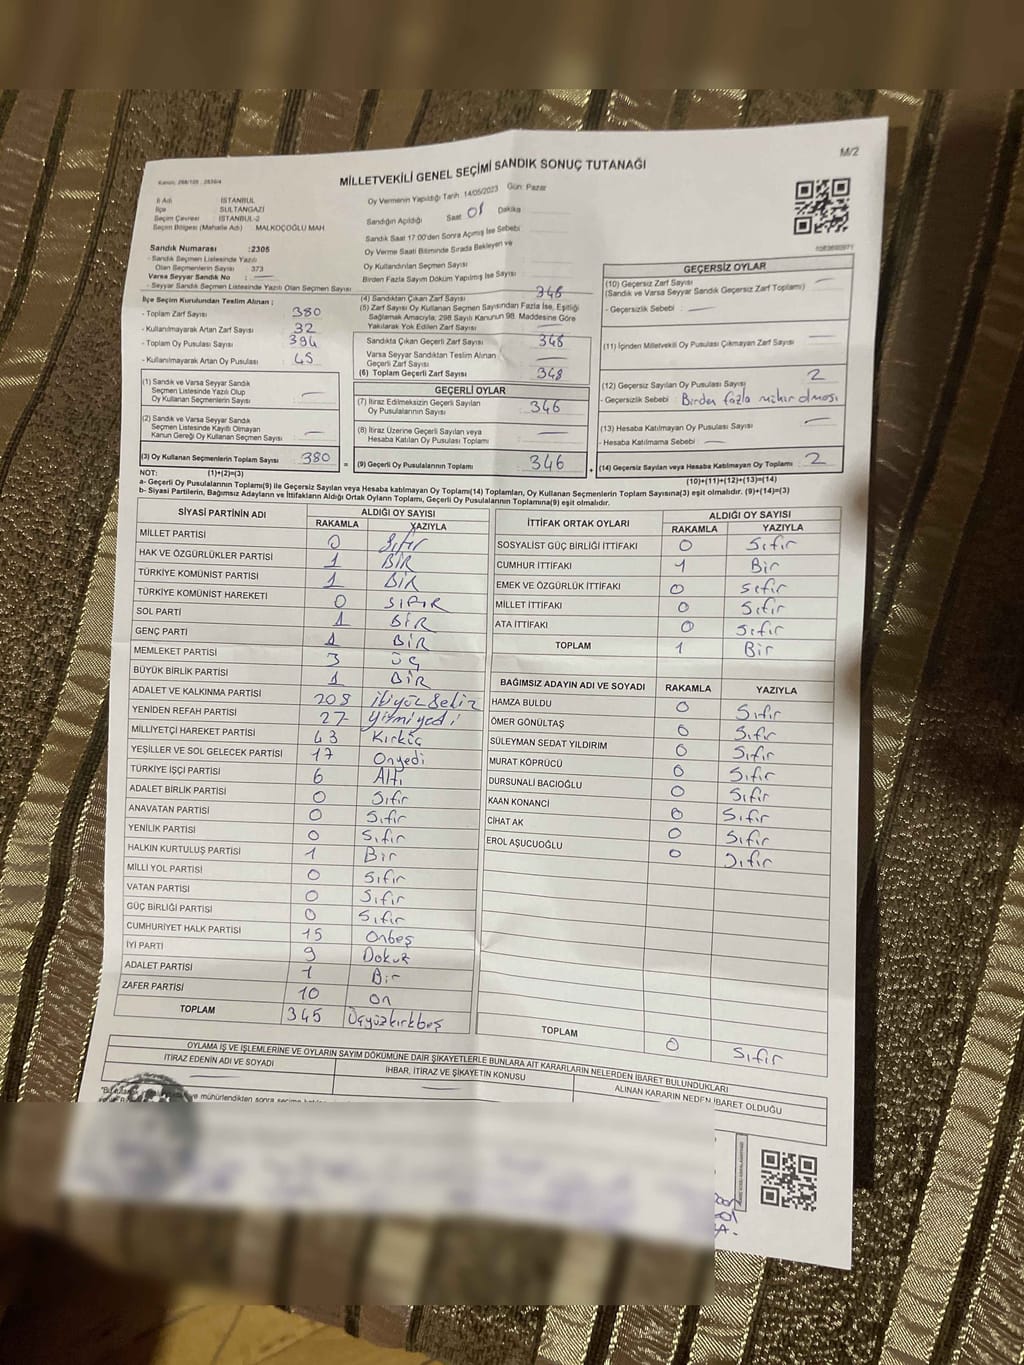 M/2
Kanun: 298/105 , 2839/4
MİLLETVEKİLİ GENEL SEÇİMİ SANDIK SONUÇ TUTANAĞI
İl Adı : İSTANBUL
İlçe : SULTANGAZİ
Seçim Çevresi : İSTANBUL-2
Seçim Bölgesi (Mahalle Adı) : MALKOÇOĞLU MAH.
Sandık Numarası : 2305
- Sandık Seçmen Listesinde Yazılı
Olan Seçmenlerin Sayısı 373
Varsa Seyyar Sandık No : —
- Seyyar Sandık Seçmen Listesinde Yazılı Olan Seçmen Sayısı
Oy Vermenin Yapıldığı Tarih 14/05/2023 Gün: Pazar
Sandığın Açıldığı Saat 01 Dakika
Sandık Saat 17:00'den Sonra Açılmış İse Sebebi
Oy Verme Saati Bitiminde Sırada Bekleyen ve
Oy Kullandırılan Seçmen Sayısı
Birden Fazla Sayım Döküm Yapılmış İse Sayısı
İlçe Seçim Kurulundan Teslim Alınan ;
- Toplam Zarf Sayısı 380
- Kullanılmayarak Artan Zarf Sayısı 32
- Toplam Oy Pusulası Sayısı 394
- Kullanılmayarak Artan Oy Pusulası 45
(1) Sandık ve Varsa Seyyar Sandık
Seçmen Listesinde Yazılı Olup
Oy Kullanan Seçmenlerin Sayısı —
(2) Sandık ve Varsa Seyyar Sandık
Seçmen Listesinde Kayıtlı Olmayan
Kanun Gereği Oy Kullanan Seçmen Sayısı —
(3) Oy Kullanan Seçmenlerin Toplam Sayısı 380
(4) Sandıktan Çıkan Zarf Sayısı 348
(5) Zarf Sayısı Oy Kullanan Seçmen Sayısından Fazla İse, Eşitliği
Sağlamak Amacıyla; 298 Sayılı Kanunun 98. Maddesine Göre
Yakılarak Yok Edilen Zarf Sayısı —
Sandıkta Çıkan Geçerli Zarf Sayısı 348
Varsa Seyyar Sandıktan Teslim Alınan
Geçerli Zarf Sayısı —
(6) Toplam Geçerli Zarf Sayısı 348
GEÇERLİ OYLAR
(7) İtiraz Edilmeksizin Geçerli Sayılan
Oy Pusulalarının Sayısı 346
(8) İtiraz Üzerine Geçerli Sayılan veya
Hesaba Katılan Oy Pusulası Toplamı —
= (9) Geçerli Oy Pusulalarının Toplamı 346
GEÇERSİZ OYLAR
(10) Geçersiz Zarf Sayısı
(Sandık ve Varsa Seyyar Sandık Geçersiz Zarf Toplamı) —
- Geçersizlik Sebebi : —
(11) İçinden Milletvekili Oy Pusulası Çıkmayan Zarf Sayısı —
(12) Geçersiz Sayılan Oy Pusulası Sayısı 2
- Geçersizlik Sebebi : Birden fazla mühür olması
(13) Hesaba Katılmayan Oy Pusulası Sayısı —
- Hesaba Katılmama Sebebi —
+ (14) Geçersiz Sayılan veya Hesaba Katılmayan Oy Toplamı 2
NOT: (1)+(2)=(3)
(10)+(11)+(12)+(13)=(14)
a- Geçerli Oy Pusulalarının Toplamı(9) ile Geçersiz Sayılan veya Hesaba katılmayan Oy Toplamı(14) Toplamları, Oy Kullanan Seçmenlerin Toplam Sayısına(3) eşit olmalıdır. (9)+(14)=(3)
b- Siyasi Partilerin, Bağımsız Adayların ve İttifakların Aldığı Ortak Oyların Toplamı, Geçerli Oy Pusulalarının Toplamına(9) eşit olmalıdır.
SİYASİ PARTİNİN ADI ALDIĞI OY SAYISI
RAKAMLA YAZIYLA
MİLLET PARTİSİ 0 Sıfır
HAK VE ÖZGÜRLÜKLER PARTİSİ 1 BİR
TÜRKİYE KOMÜNİST PARTİSİ 1 BİR
TÜRKİYE KOMÜNİST HAREKETİ 0 SIFIR
SOL PARTİ 1 BİR
GENÇ PARTİ 1 BİR
MEMLEKET PARTİSİ 3 ÜÇ
BÜYÜK BİRLİK PARTİSİ 1 BİR
ADALET VE KALKINMA PARTİSİ 208 İkiyüzSekiz
YENİDEN REFAH PARTİSİ 27 Yirmiyedi
MİLLİYETÇİ HAREKET PARTİSİ 43 Kırküç
YEŞİLLER VE SOL GELECEK PARTİSİ 17 Onyedi
TÜRKİYE İŞÇİ PARTİSİ 6 Altı
ADALET BİRLİK PARTİSİ 0 Sıfır
ANAVATAN PARTİSİ 0 Sıfır
YENİLİK PARTİSİ 0 Sıfır
HALKIN KURTULUŞ PARTİSİ 1 Bir
MİLLİ YOL PARTİSİ 0 Sıfır
VATAN PARTİSİ 0 Sıfır
GÜÇ BİRLİĞİ PARTİSİ 0 Sıfır
CUMHURİYET HALK PARTİSİ 15 Onbeş
İYİ PARTİ 9 Dokuz
ADALET PARTİSİ 1 Bir
ZAFER PARTİSİ 10 On
TOPLAM 345 Üçyüzkırkbeş
İTTİFAK ORTAK OYLARI ALDIĞI OY SAYISI
RAKAMLA YAZIYLA
SOSYALİST GÜÇ BİRLİĞİ İTTİFAKI 0 Sıfır
CUMHUR İTTİFAKI 1 Bir
EMEK VE ÖZGÜRLÜK İTTİFAKI 0 Sıfır
MİLLET İTTİFAKI 0 Sıfır
ATA İTTİFAKI 0 Sıfır
TOPLAM 1 Bir
BAĞIMSIZ ADAYIN ADI VE SOYADI RAKAMLA YAZIYLA
HAMZA BULDU 0 Sıfır
ÖMER GÖNÜLTAŞ 0 Sıfır
SÜLEYMAN SEDAT YILDIRIM 0 Sıfır
MURAT KÖPRÜCÜ 0 Sıfır
DURSUNALİ BACIOĞLU 0 Sıfır
KAAN KONANCİ 0 Sıfır
CİHAT AK 0 Sıfır
EROL AŞUCUOĞLU 0 Sıfır
TOPLAM 0 Sıfır
OYLAMA İŞ VE İŞLEMLERİNE VE OYLARIN SAYIM DÖKÜMÜNE DAİR ŞİKAYETLERLE BUNLARA AİT KARARLARIN NELERDEN İBARET BULUNDUKLARI
İTİRAZ EDENİN ADI VE SOYADI İHBAR, İTİRAZ VE ŞİKAYETİN KONUSU ALINAN KARARIN NEDEN İBARET OLDUĞU
ve mühürlendikten sonra